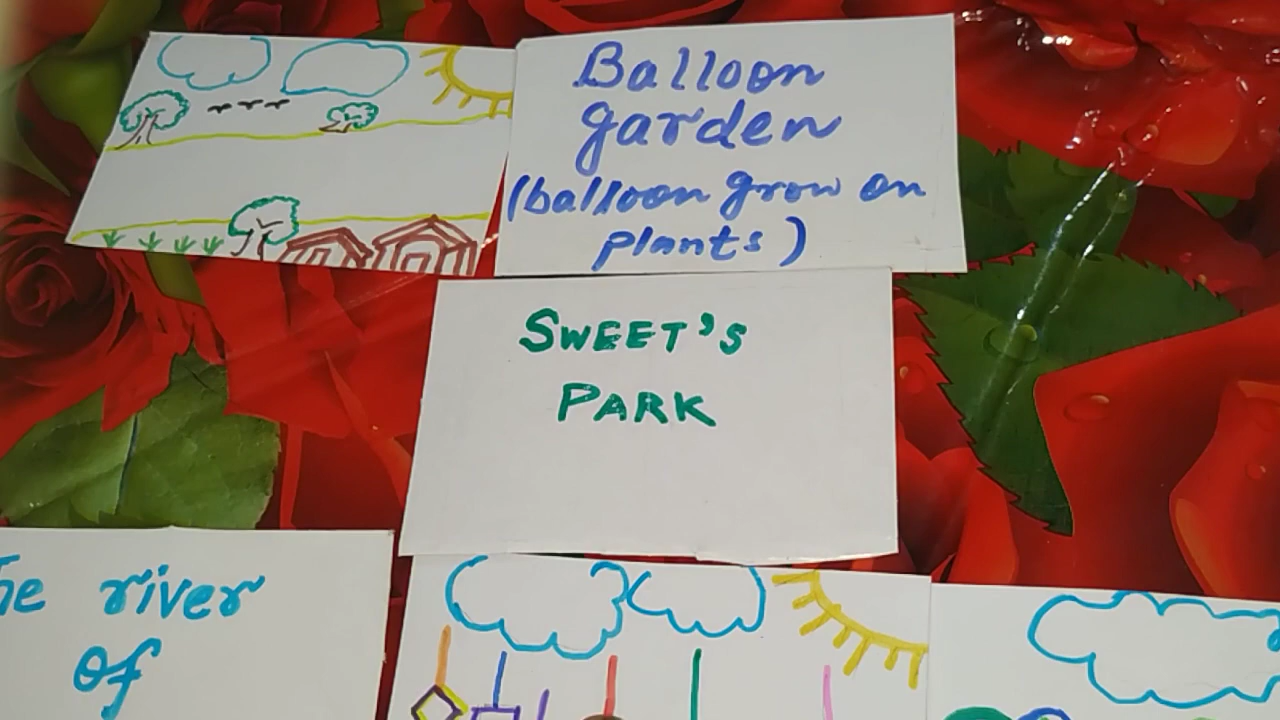 Balloon
garden
(balloon grow on
plants)
SWEET'S
PARK
river
of